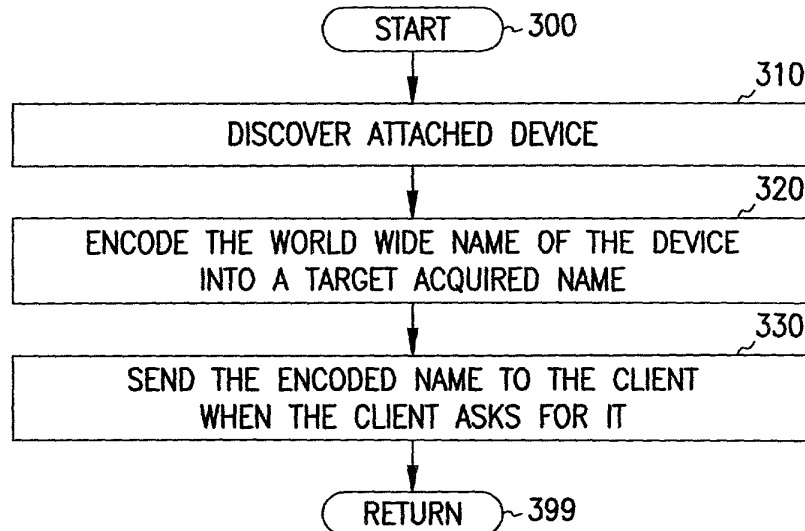 START 300
310
DISCOVER ATTACHED DEVICE
320
ENCODE THE WORLD WIDE NAME OF THE DEVICE
INTO A TARGET ACQUIRED NAME
330
SEND THE ENCODED NAME TO THE CLIENT
WHEN THE CLIENT ASKS FOR IT
RETURN 399